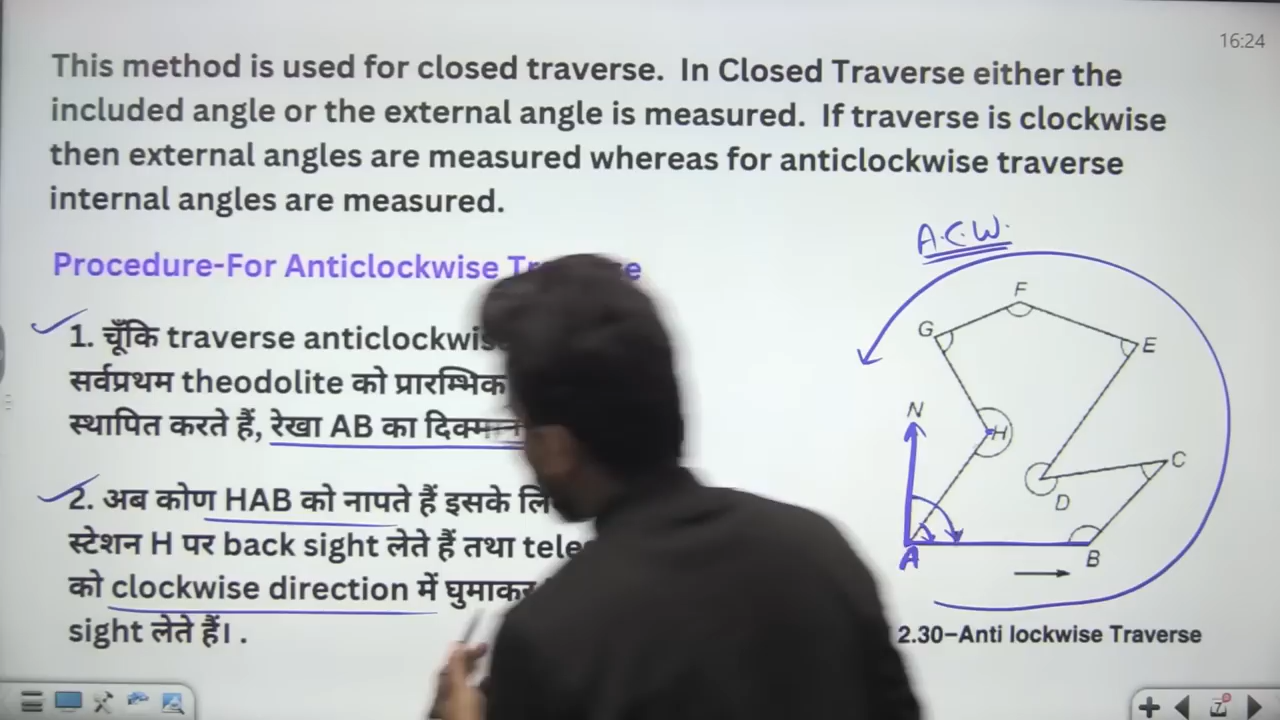 16:24
This method is used for closed traverse. In Closed Traverse either the
included angle or the external angle is measured. If traverse is clockwise
then external angles are measured whereas for anticlockwise traverse
internal angles are measured.
Procedure-For Anticlockwise
1. चूँकि traverse
सर्वप्रथम theodolite को प्रारम्भिक
स्थापित करते हैं, रेखा AB का दिक्मान
2. अब कोण HAB को नापते हैं इसके
स्टेशन H पर back sight लेते हैं तथा
को clockwise direction में घुमाकर
sight लेते हैं। .
A.C.W.
F
G
E
N
H
C
D
A
B
2.30–Anti lockwise Traverse